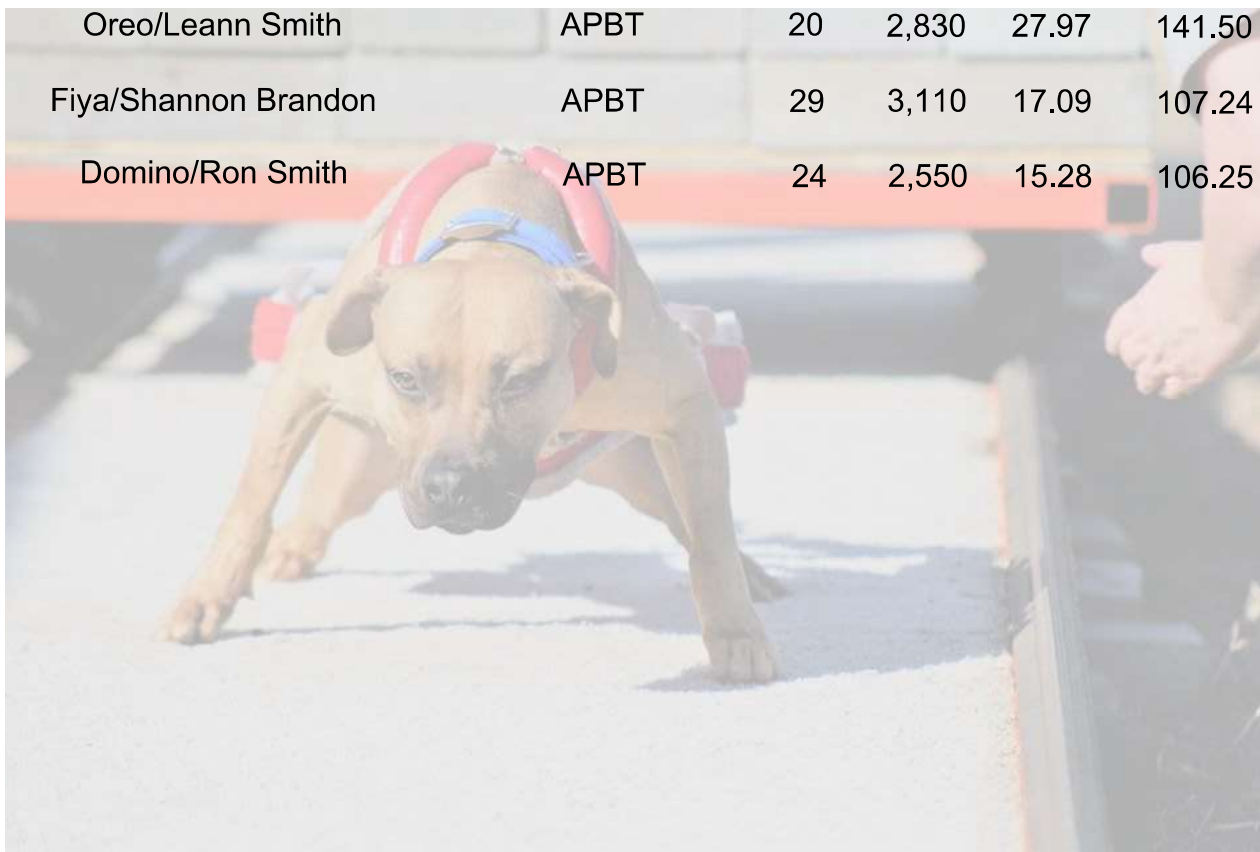 Oreo/Leann Smith APBT 20 2,830 27.97 141.50
Fiya/Shannon Brandon APBT 29 3,110 17.09 107.24
Domino/Ron Smith APBT 24 2,550 15.28 106.25